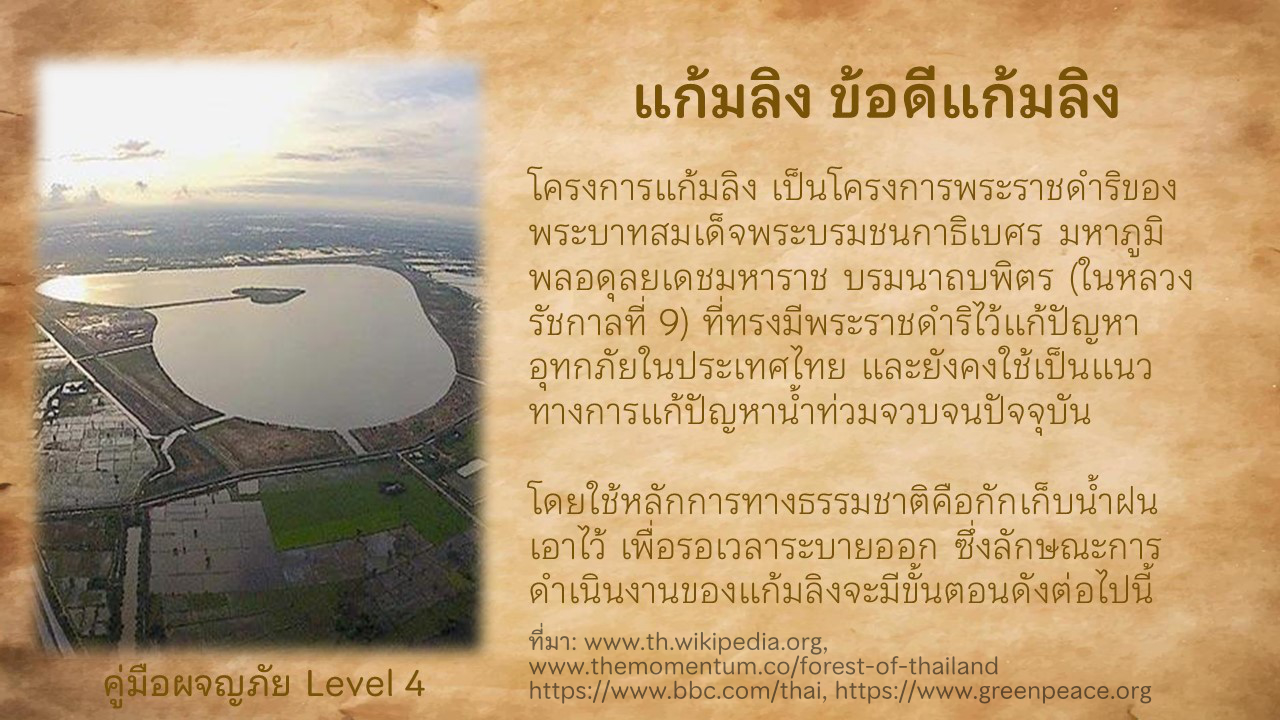 แก้มลิง ข้อดีแก้มลิง
โครงการแก้มลิง เป็นโครงการพระราชดำริของ
พระบาทสมเด็จพระบรมชนกาธิเบศร มหาภูมิ
พลอดุลยเดชมหาราช บรมนาถบพิตร (ในหลวง
รัชกาลที่ 9) ที่ทรงมีพระราชดำริไว้แก้ปัญหา
อุทกภัยในประเทศไทย และยังคงใช้เป็นแนว
ทางการแก้ปัญหาน้ำท่วมจวบจนปัจจุบัน
โดยใช้หลักการทางธรรมชาติคือกักเก็บน้ำฝน
เอาไว้ เพื่อรอเวลาระบายออก ซึ่งลักษณะการ
ดำเนินงานของแก้มลิงจะมีขั้นตอนดังต่อไปนี้
ที่มา: www.th.wikipedia.org,
www.themomentum.co/forest-of-thailand
https://www.bbc.com/thai, https://www.greenpeace.org
คู่มือผจญภัย Level 4